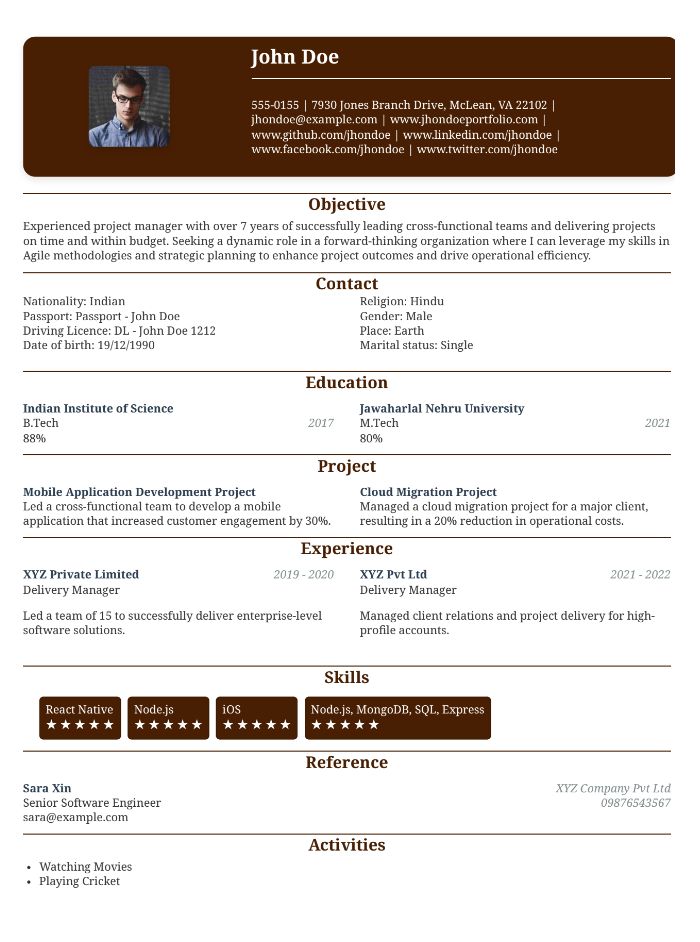 John Doe
555-0155 | 7930 Jones Branch Drive, McLean, VA 22102 |
jhondoe@example.com | www.jhondoeportfolio.com |
www.github.com/jhondoe | www.linkedin.com/jhondoe |
www.facebook.com/jhondoe | www.twitter.com/jhondoe
Objective
Experienced project manager with over 7 years of successfully leading cross-functional teams and delivering projects
on time and within budget. Seeking a dynamic role in a forward-thinking organization where I can leverage my skills in
Agile methodologies and strategic planning to enhance project outcomes and drive operational efficiency.
Contact
Nationality: Indian
Passport: Passport - John Doe
Driving Licence: DL - John Doe 1212
Date of birth: 19/12/1990
Religion: Hindu
Gender: Male
Place: Earth
Marital status: Single
Education
Indian Institute of Science
B.Tech 2017
88%
Jawaharlal Nehru University
M.Tech 2021
80%
Project
Mobile Application Development Project
Led a cross-functional team to develop a mobile
application that increased customer engagement by 30%.
Cloud Migration Project
Managed a cloud migration project for a major client,
resulting in a 20% reduction in operational costs.
Experience
XYZ Private Limited 2019 - 2020
Delivery Manager
Led a team of 15 to successfully deliver enterprise-level
software solutions.
XYZ Pvt Ltd 2021 - 2022
Delivery Manager
Managed client relations and project delivery for high-
profile accounts.
Skills
React Native
★★★★★
Node.js
★★★★★
iOS
★★★★★
Node.js, MongoDB, SQL, Express
★★★★★
Reference
Sara Xin XYZ Company Pvt Ltd
Senior Software Engineer 09876543567
sara@example.com
Activities
• Watching Movies
• Playing Cricket